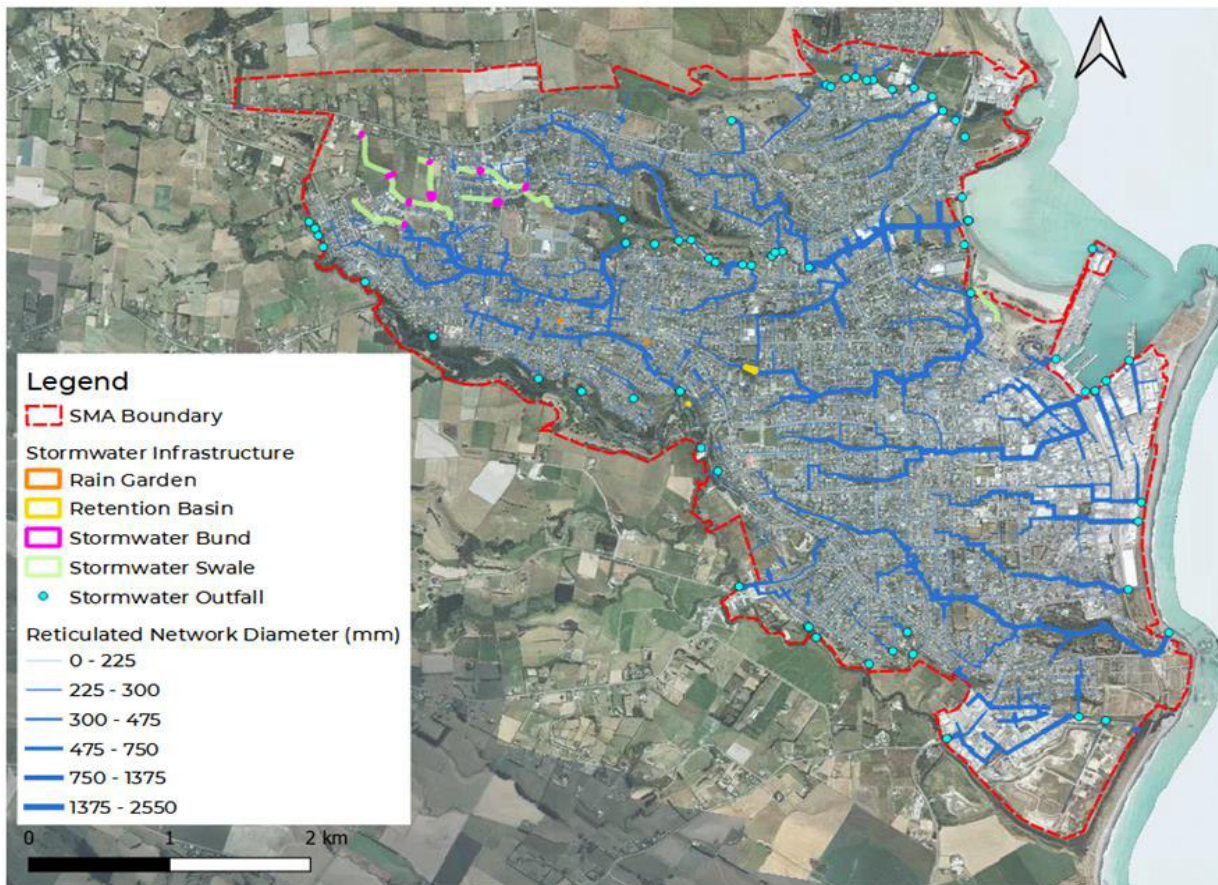 Legend
SMA Boundary
Stormwater Infrastructure
Rain Garden
Retention Basin
Stormwater Bund
Stormwater Swale
Stormwater Outfall
Reticulated Network Diameter (mm)
0 - 225
225 - 300
300 - 475
475 - 750
750 - 1375
1375 - 2550
0 1 2 km